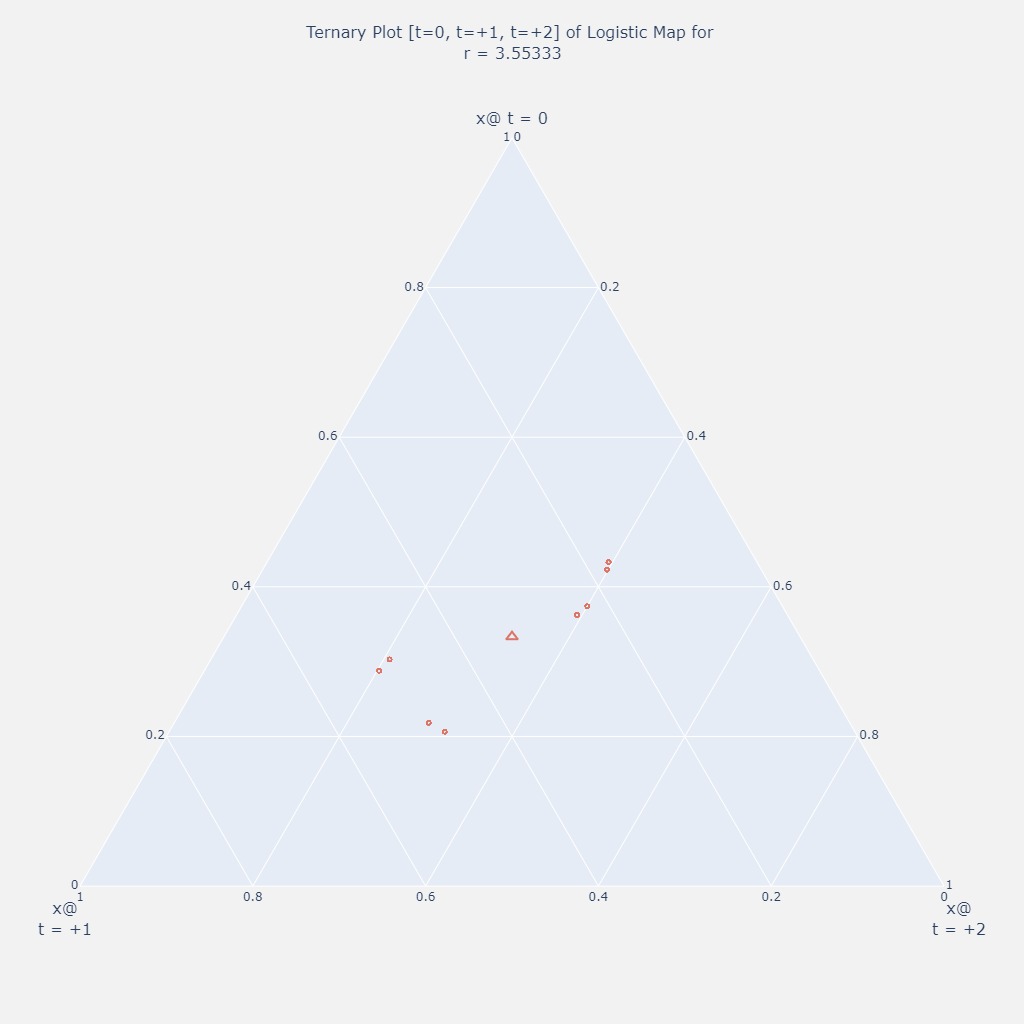 Ternary Plot [t=0, t=+1, t=+2] of Logistic Map for
r = 3.55333
x@ t = 0
1 0
0.8 0.2
0.6 0.4
0.4 0.6
0.2 0.8
0 1
1 0.8 0.6 0.4 0.2 0
x@ x@
t = +1 t = +2